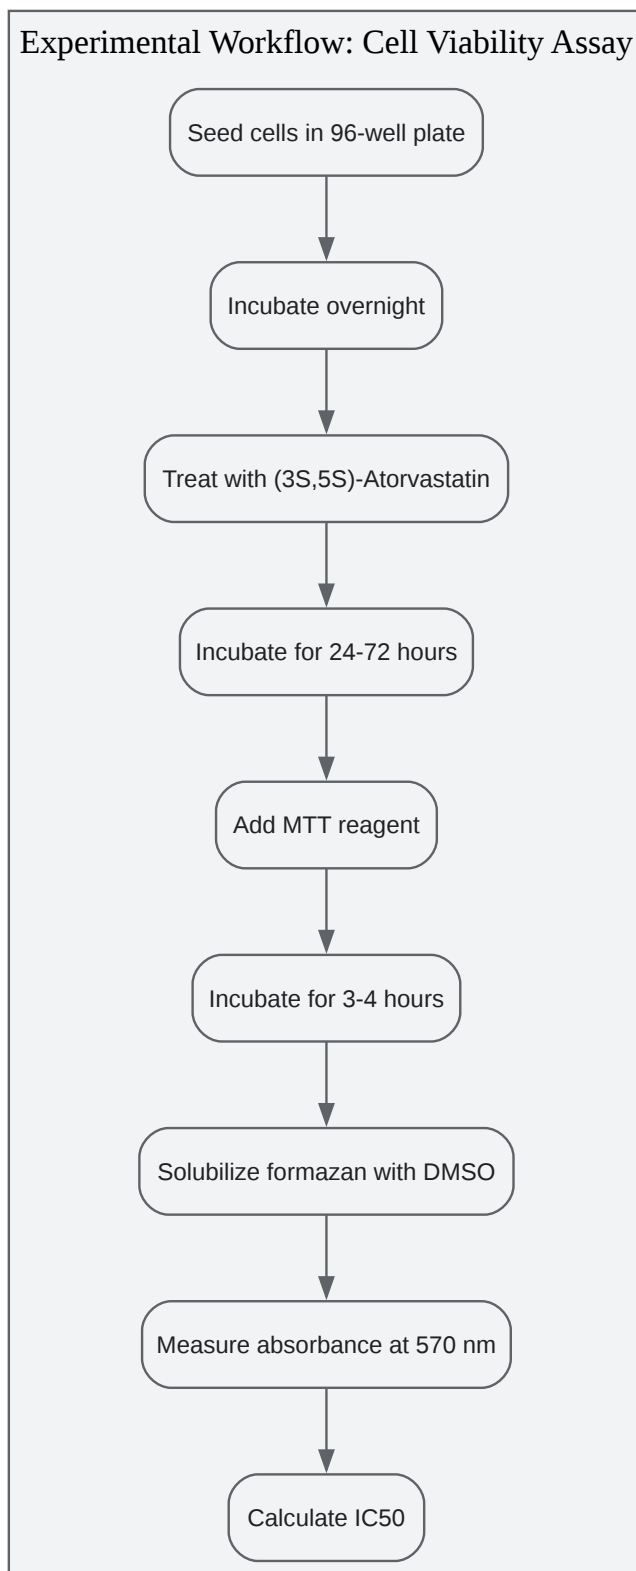 Experimental Workflow: Cell Viability Assay
Seed cells in 96-well plate
Incubate overnight
Treat with (3S,5S)-Atorvastatin
Incubate for 24-72 hours
Add MTT reagent
Incubate for 3-4 hours
Solubilize formazan with DMSO
Measure absorbance at 570 nm
Calculate IC50